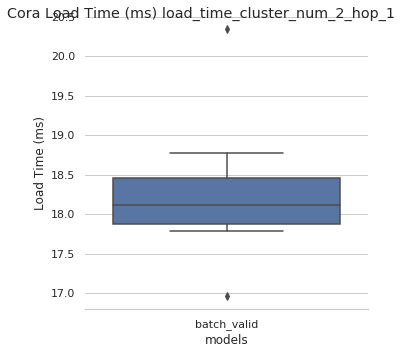 Cora Load Time (ms) load_time_cluster_num_2_hop_1
20.5
20.0
19.5
19.0
18.5
18.0
17.5
17.0
Load Time (ms)
batch_valid
models